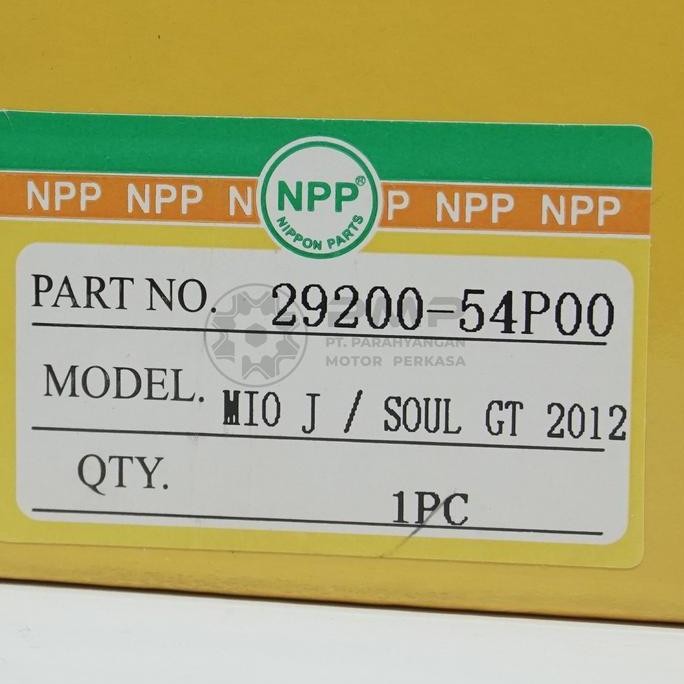 NPP NPP N P NPP NPP
NPP®
NIPPON PARTS
PART NO. 29200-54P00
PMP
PT. PARAHYANGAN
MOTOR PERKASA
MODEL. MIO J / SOUL GT 2012
QTY. 1PC